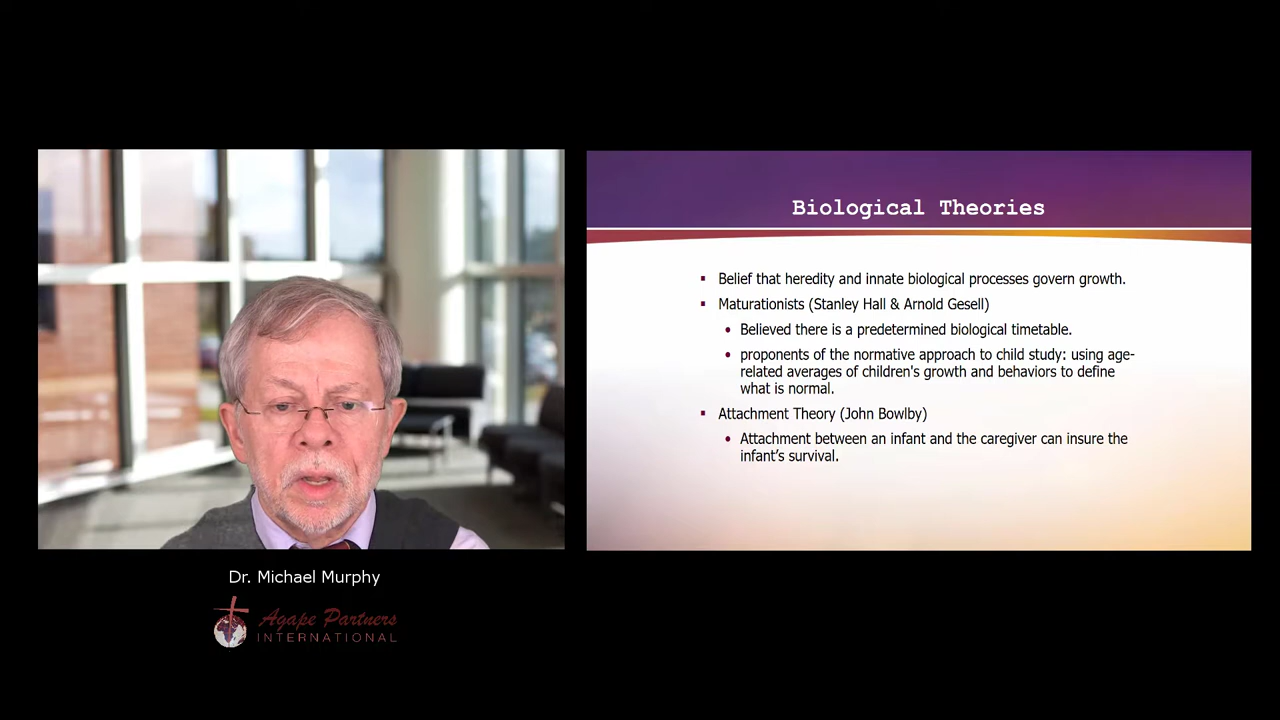 Biological Theories
▪ Belief that heredity and innate biological processes govern growth.
▪ Maturationists (Stanley Hall & Arnold Gesell)
• Believed there is a predetermined biological timetable.
• proponents of the normative approach to child study: using age-
related averages of children's growth and behaviors to define
what is normal.
▪ Attachment Theory (John Bowlby)
• Attachment between an infant and the caregiver can insure the
infant’s survival.
Dr. Michael Murphy
Agape Partners
INTERNATIONAL